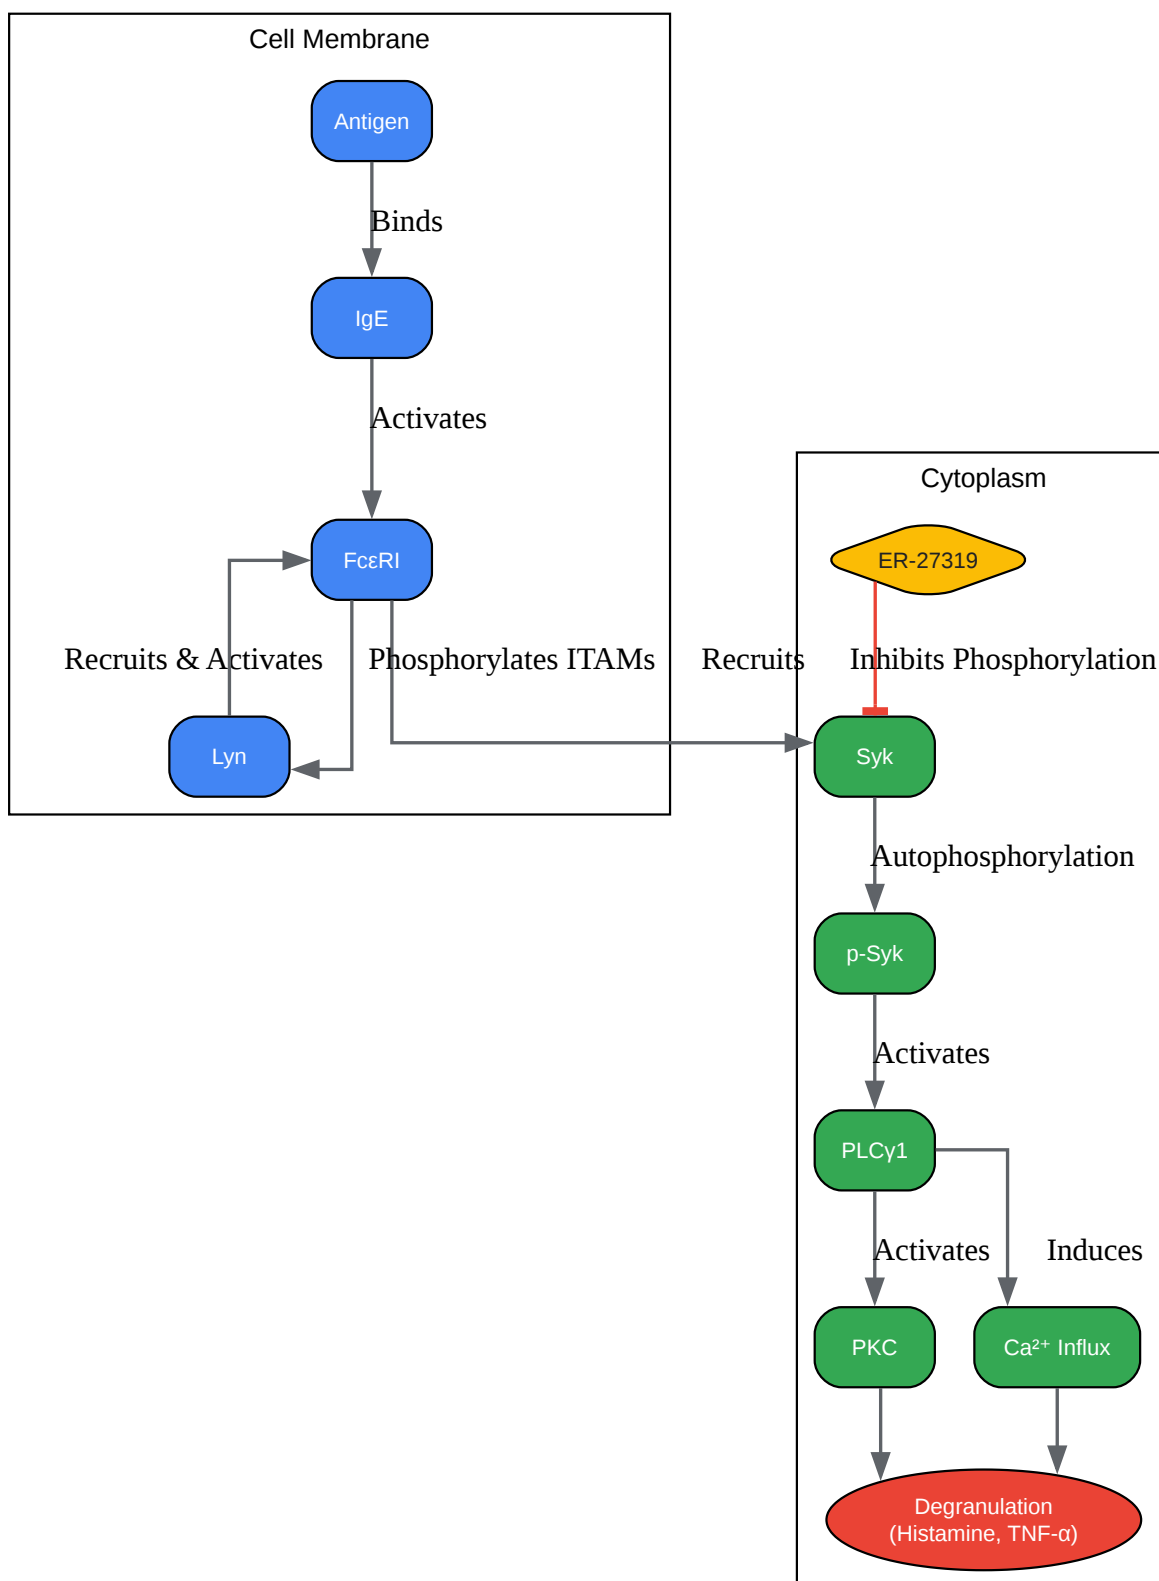 Cell Membrane
Antigen
Binds
IgE
Activates
Cytoplasm
FcεRI
ER-27319
Recruits & Activates
Phosphorylates ITAMs
Recruits
Inhibits Phosphorylation
Lyn
Syk
Autophosphorylation
p-Syk
Activates
PLCγ1
Activates
Induces
PKC
Ca²⁺ Influx
Degranulation
(Histamine, TNF-α)